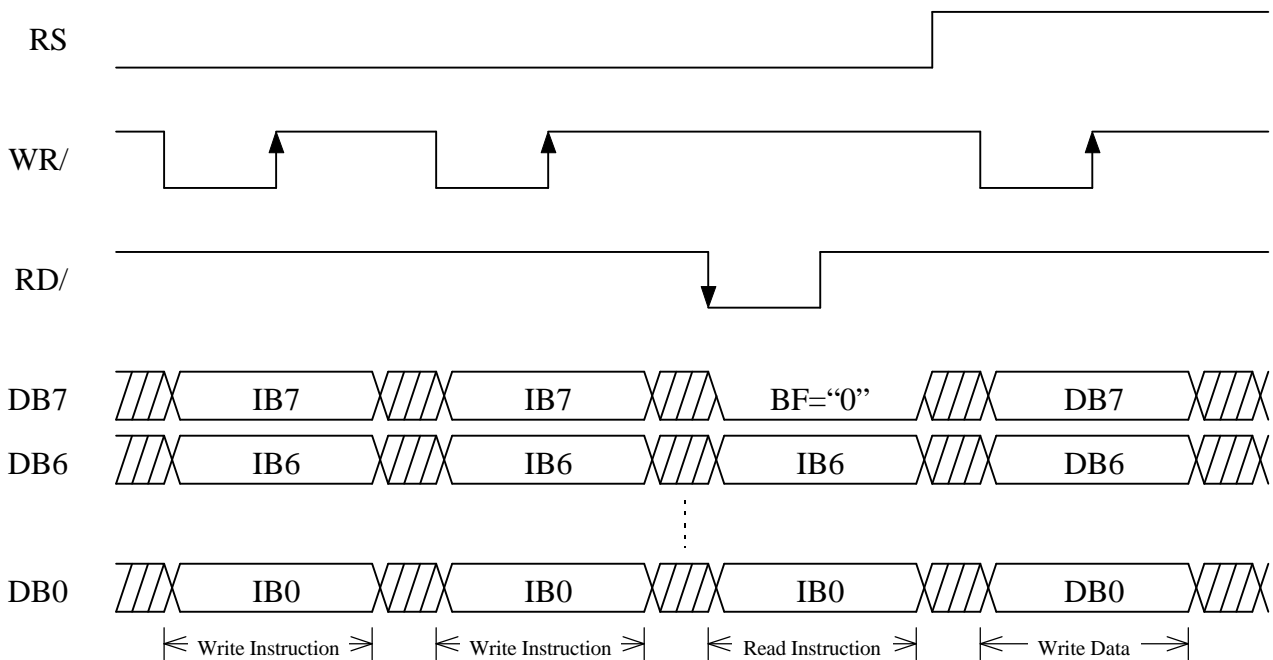 RS
WR/
RD/
DB7 IB7 IB7 BF=“0” DB7
DB6 IB6 IB6 IB6 DB6
DB0 IB0 IB0 IB0 DB0
Write Instruction Write Instruction Read Instruction Write Data